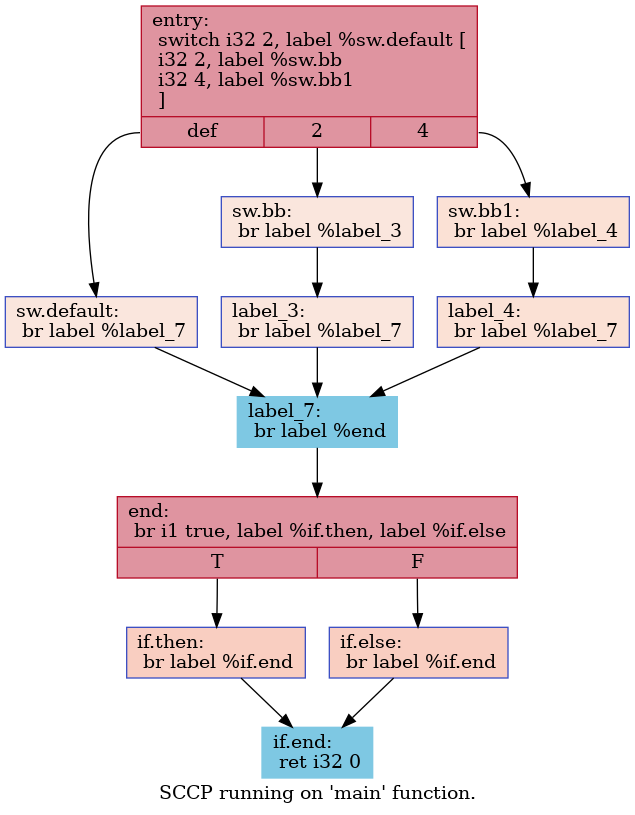 entry:
switch i32 2, label %sw.default [
i32 2, label %sw.bb
i32 4, label %sw.bb1
]
def 2 4
sw.bb:
br label %label_3
sw.bb1:
br label %label_4
sw.default:
br label %label_7
label_3:
br label %label_7
label_4:
br label %label_7
label_7:
br label %end
end:
br i1 true, label %if.then, label %if.else
T F
if.then:
br label %if.end
if.else:
br label %if.end
if.end:
ret i32 0
SCCP running on 'main' function.